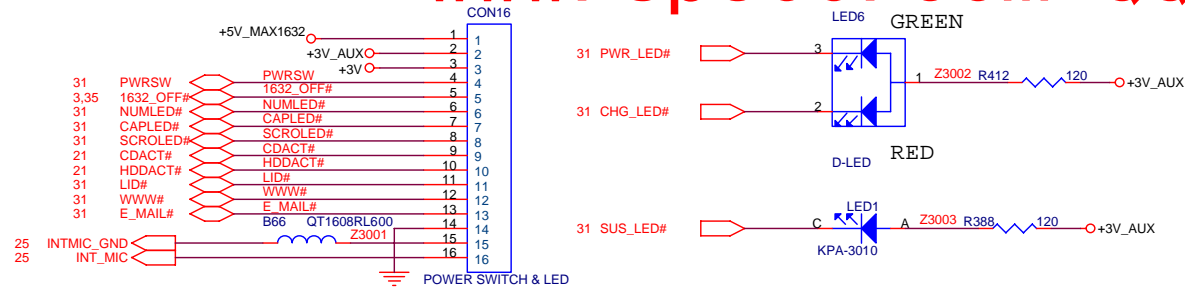 CON16
+5V_MAX1632 1 1
+3V_AUX 2 2
+3V 3 3
31 PWRSW PWRSW 4 4
3,35 1632_OFF# 1632_OFF# 5 5
31 NUMLED# NUMLED# 6 6
31 CAPLED# CAPLED# 7 7
31 SCROLED# SCROLED# 8 8
21 CDACT# CDACT# 9 9
21 HDDACT# HDDACT# 10 10
31 LID# LID# 11 11
31 WWW# WWW# 12 12
31 E_MAIL# E_MAIL# 13 13
14 14
B66 QT1608RL600
25 INTMIC_GND Z3001 15 15
25 INT_MIC 16 16
POWER SWITCH & LED
LED6 GREEN
31 PWR_LED# 3
1 Z3002 R412 120 +3V_AUX
31 CHG_LED# 2
D-LED RED
LED1
31 SUS_LED# C A Z3003 R388 120 +3V_AUX
KPA-3010